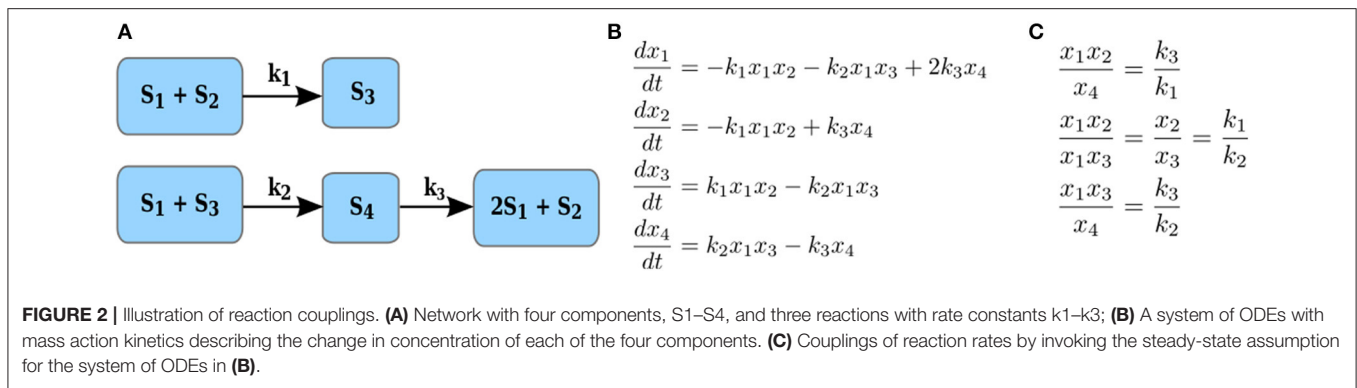 A
S₁ + S₂
k₁
S₃
S₁ + S₃
k₂
S₄
k₃
2S₁ + S₂
B
dx₁/dt = −k₁x₁x₂ − k₂x₁x₃ + 2k₃x₄
dx₂/dt = −k₁x₁x₂ + k₃x₄
dx₃/dt = k₁x₁x₂ − k₂x₁x₃
dx₄/dt = k₂x₁x₃ − k₃x₄
C
x₁x₂/x₄ = k₃/k₁
x₁x₂/x₁x₃ = x₂/x₃ = k₁/k₂
x₁x₃/x₄ = k₃/k₂
FIGURE 2 | Illustration of reaction couplings. (A) Network with four components, S1–S4, and three reactions with rate constants k1–k3; (B) A system of ODEs with
mass action kinetics describing the change in concentration of each of the four components. (C) Couplings of reaction rates by invoking the steady-state assumption
for the system of ODEs in (B).